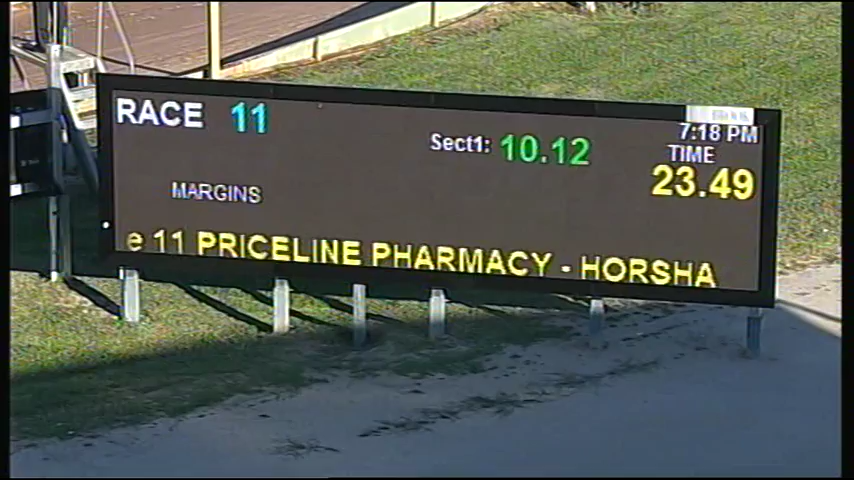 RACE 11
Sect1: 10.12
7:18 PM
TIME
23.49
MARGINS
e 11 PRICELINE PHARMACY - HORSHA